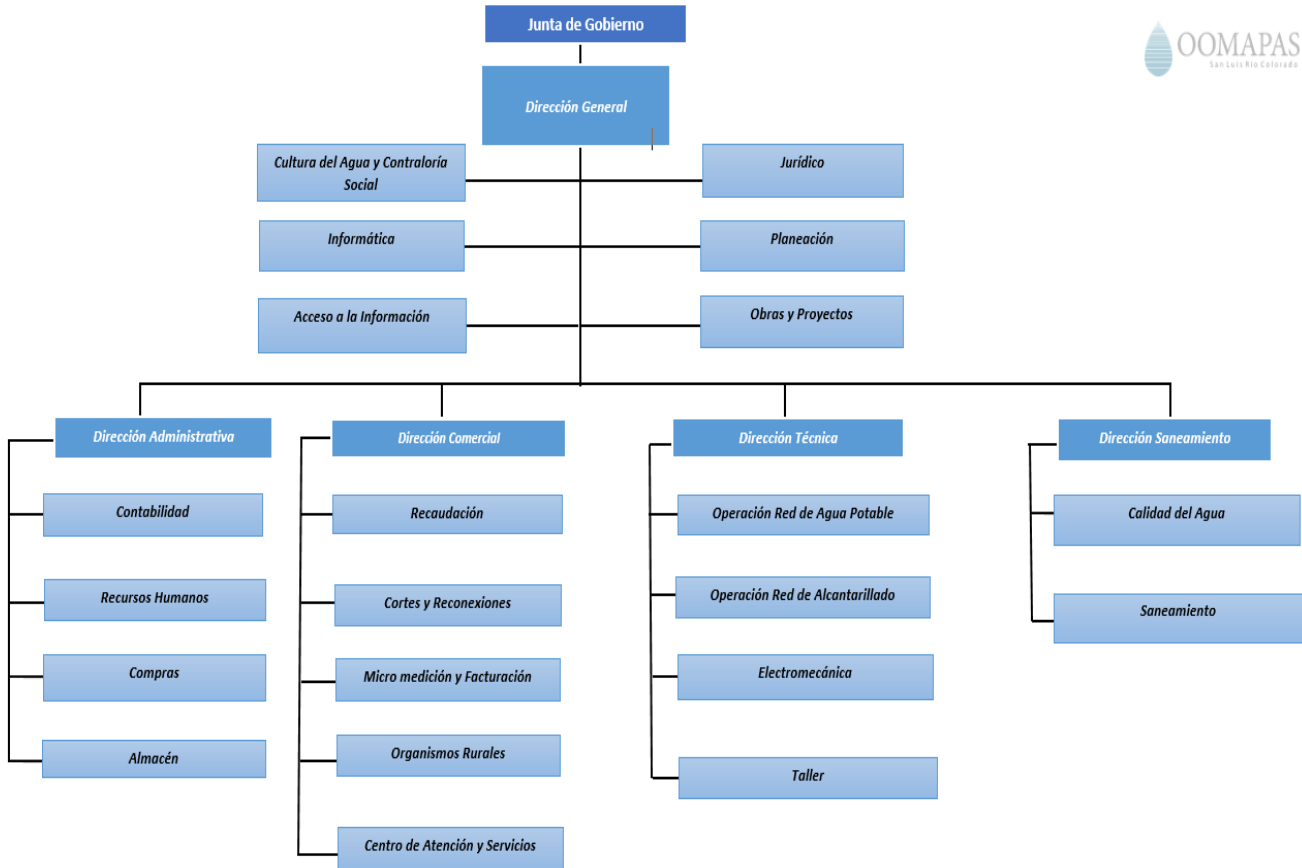 Junta de Gobierno
OOMAPAS
San Luis Río Colorado
Dirección General
Cultura del Agua y Contraloría
Social
Jurídico
Informática
Planeación
Acceso a la Información
Obras y Proyectos
Dirección Administrativa
Dirección Comercial
Dirección Técnica
Dirección Saneamiento
Contabilidad
Recaudación
Operación Red de Agua Potable
Calidad del Agua
Recursos Humanos
Cortes y Reconexiones
Operación Red de Alcantarillado
Saneamiento
Compras
Micro medición y Facturación
Electromecánica
Almacén
Organismos Rurales
Taller
Centro de Atención y Servicios